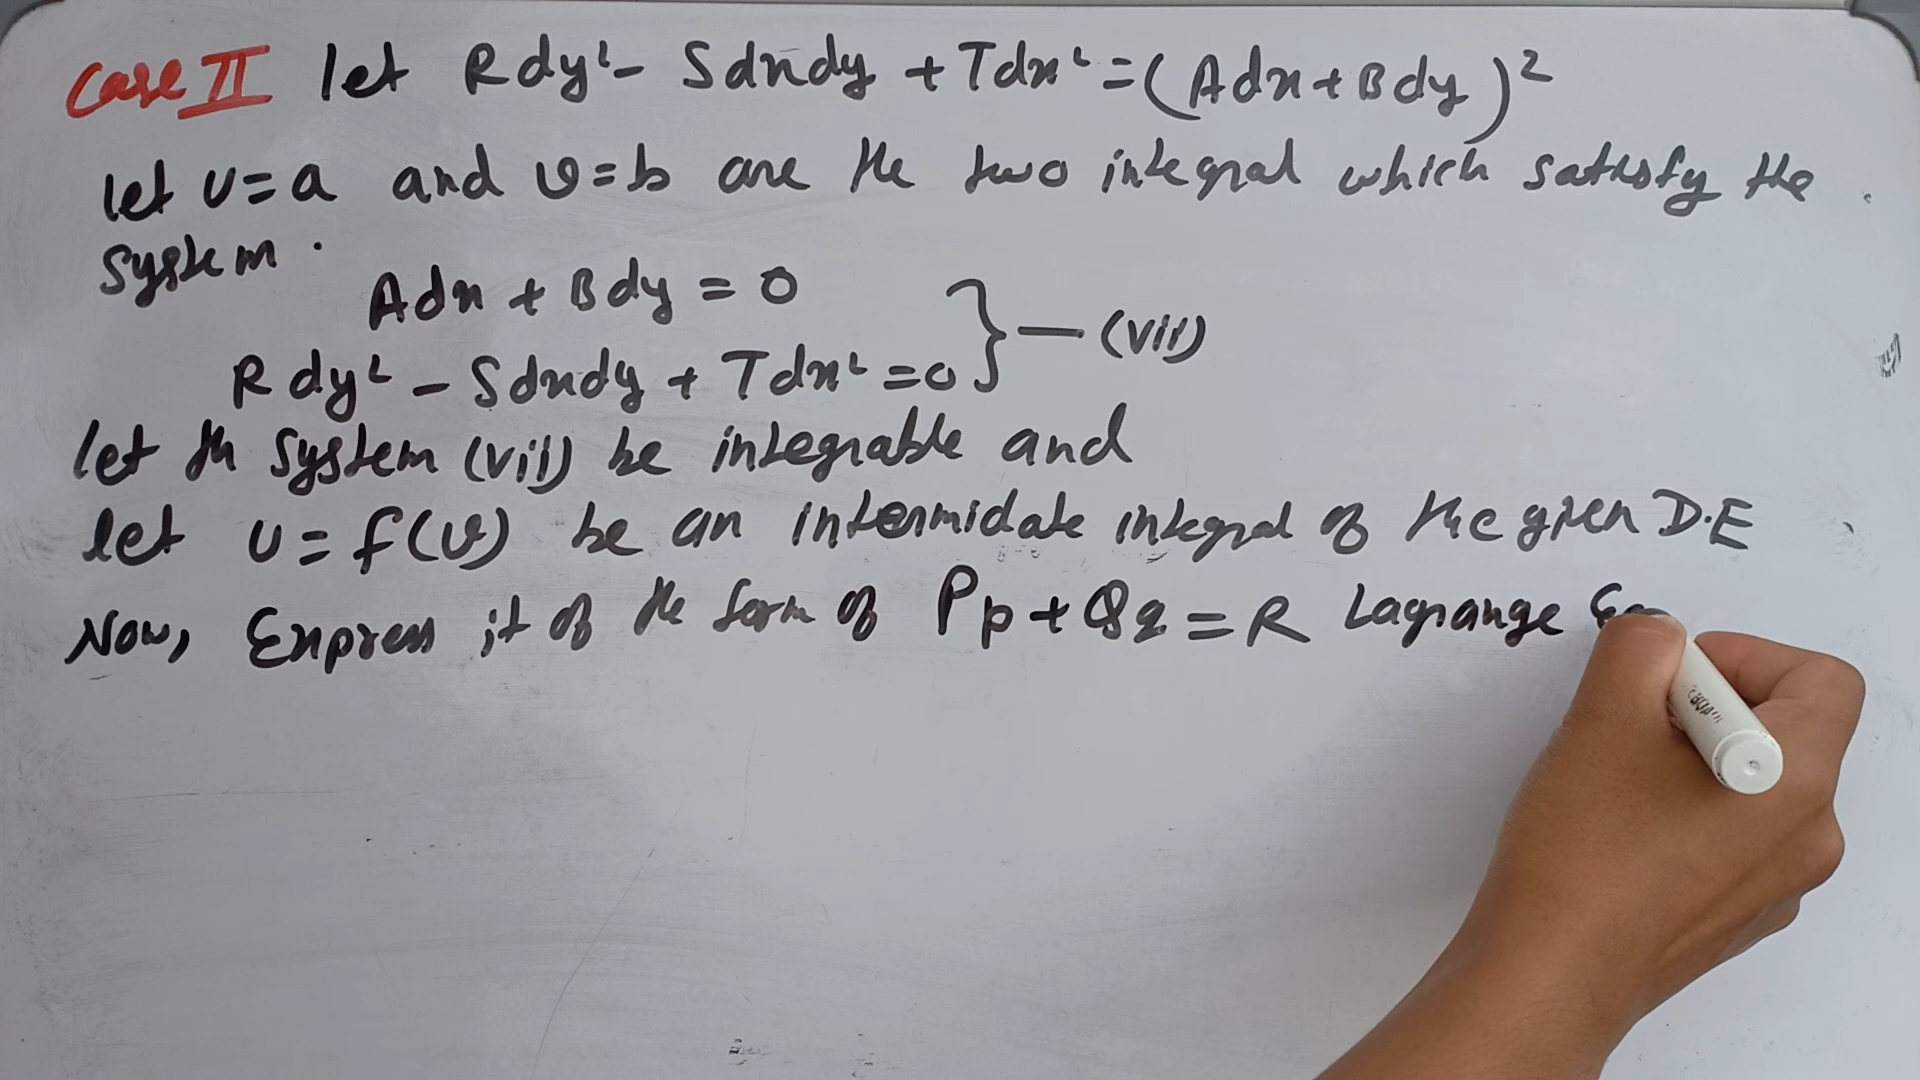 Case II let Rdy² - Sdxdy + Tdx² = (Adx + Bdy)²
let u=a and v=b are the two integral which satisfy the
system.
Adx + Bdy = 0
Rdy² - Sdxdy + Tdx² = 0 } — (vii)
let th system (vii) be integrable and
let u = f(v) be an intermidate integral of the given D.E
Now, Express it of the form of Pp + Qq = R Lagrange